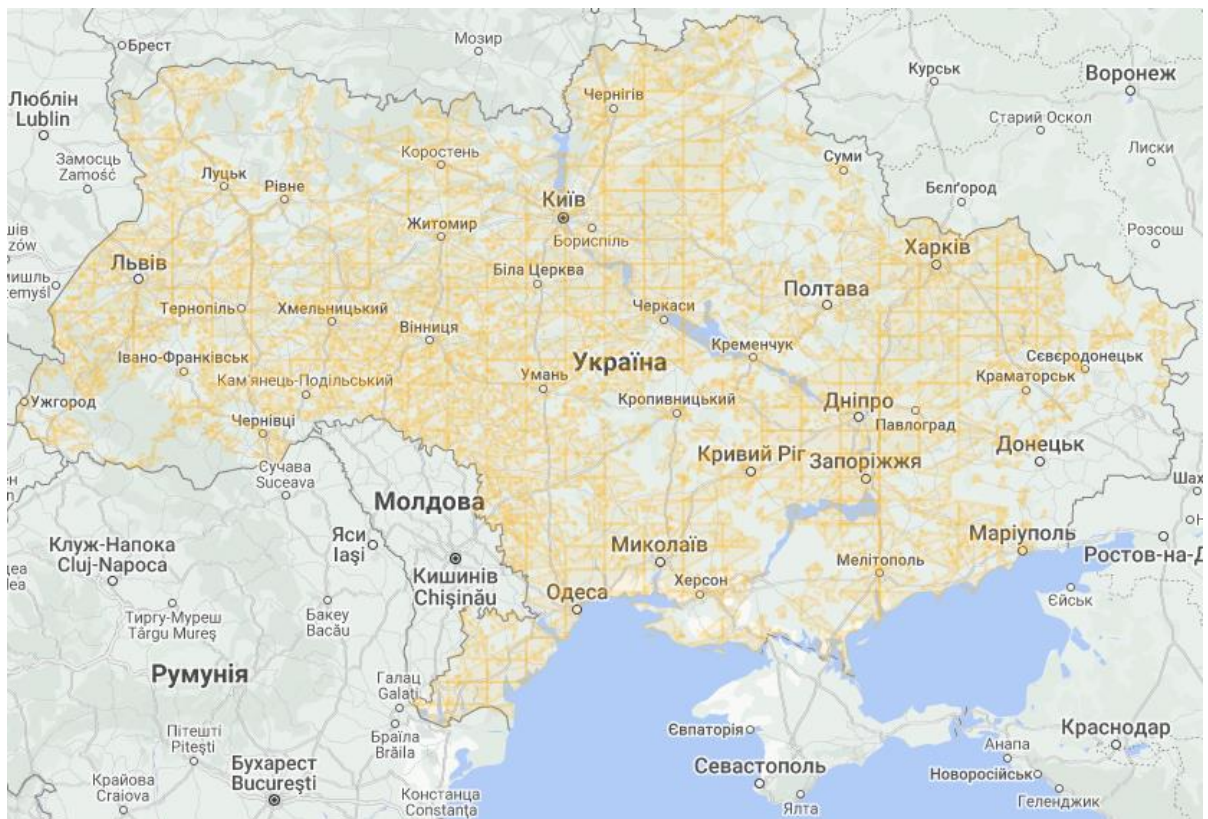 Брест
Мозир
Курськ
Воронеж
Люблін
Lublin
Чернігів
Старий Оскол
Замосць
Zamość
Коростень
Суми
Лиски
Луцьк
Рівне
Київ
Бєлґород
Житомир
Бориспіль
Харків
Розсош
Львів
Біла Церква
Полтава
Тернопіль
Хмельницький
Черкаси
Вінниця
Кременчук
Івано-Франківськ
Україна
Сєвєродонецьк
Умань
Краматорськ
Кам'янець-Подільський
Кропивницький
Дніпро
Ужгород
Павлоград
Чернівці
Донецьк
Кривий Ріг
Запоріжжя
Сучава
Suceava
Молдова
Маріуполь
Яси
Iași
Миколаїв
Клуж-Напока
Cluj-Napoca
Мелітополь
Ростов-на-Д
Кишинів
Chișinău
Херсон
Одеса
Єйськ
Тиргу-Муреш
Târgu Mureș
Бакеу
Bacău
Румунія
Галац
Galați
Краснодар
Пітешті
Pitești
Браїла
Brăila
Євпаторія
Анапа
Бухарест
București
Севастополь
Новоросійськ
Крайова
Craiova
Константа
Constanța
Ялта
Геленджик